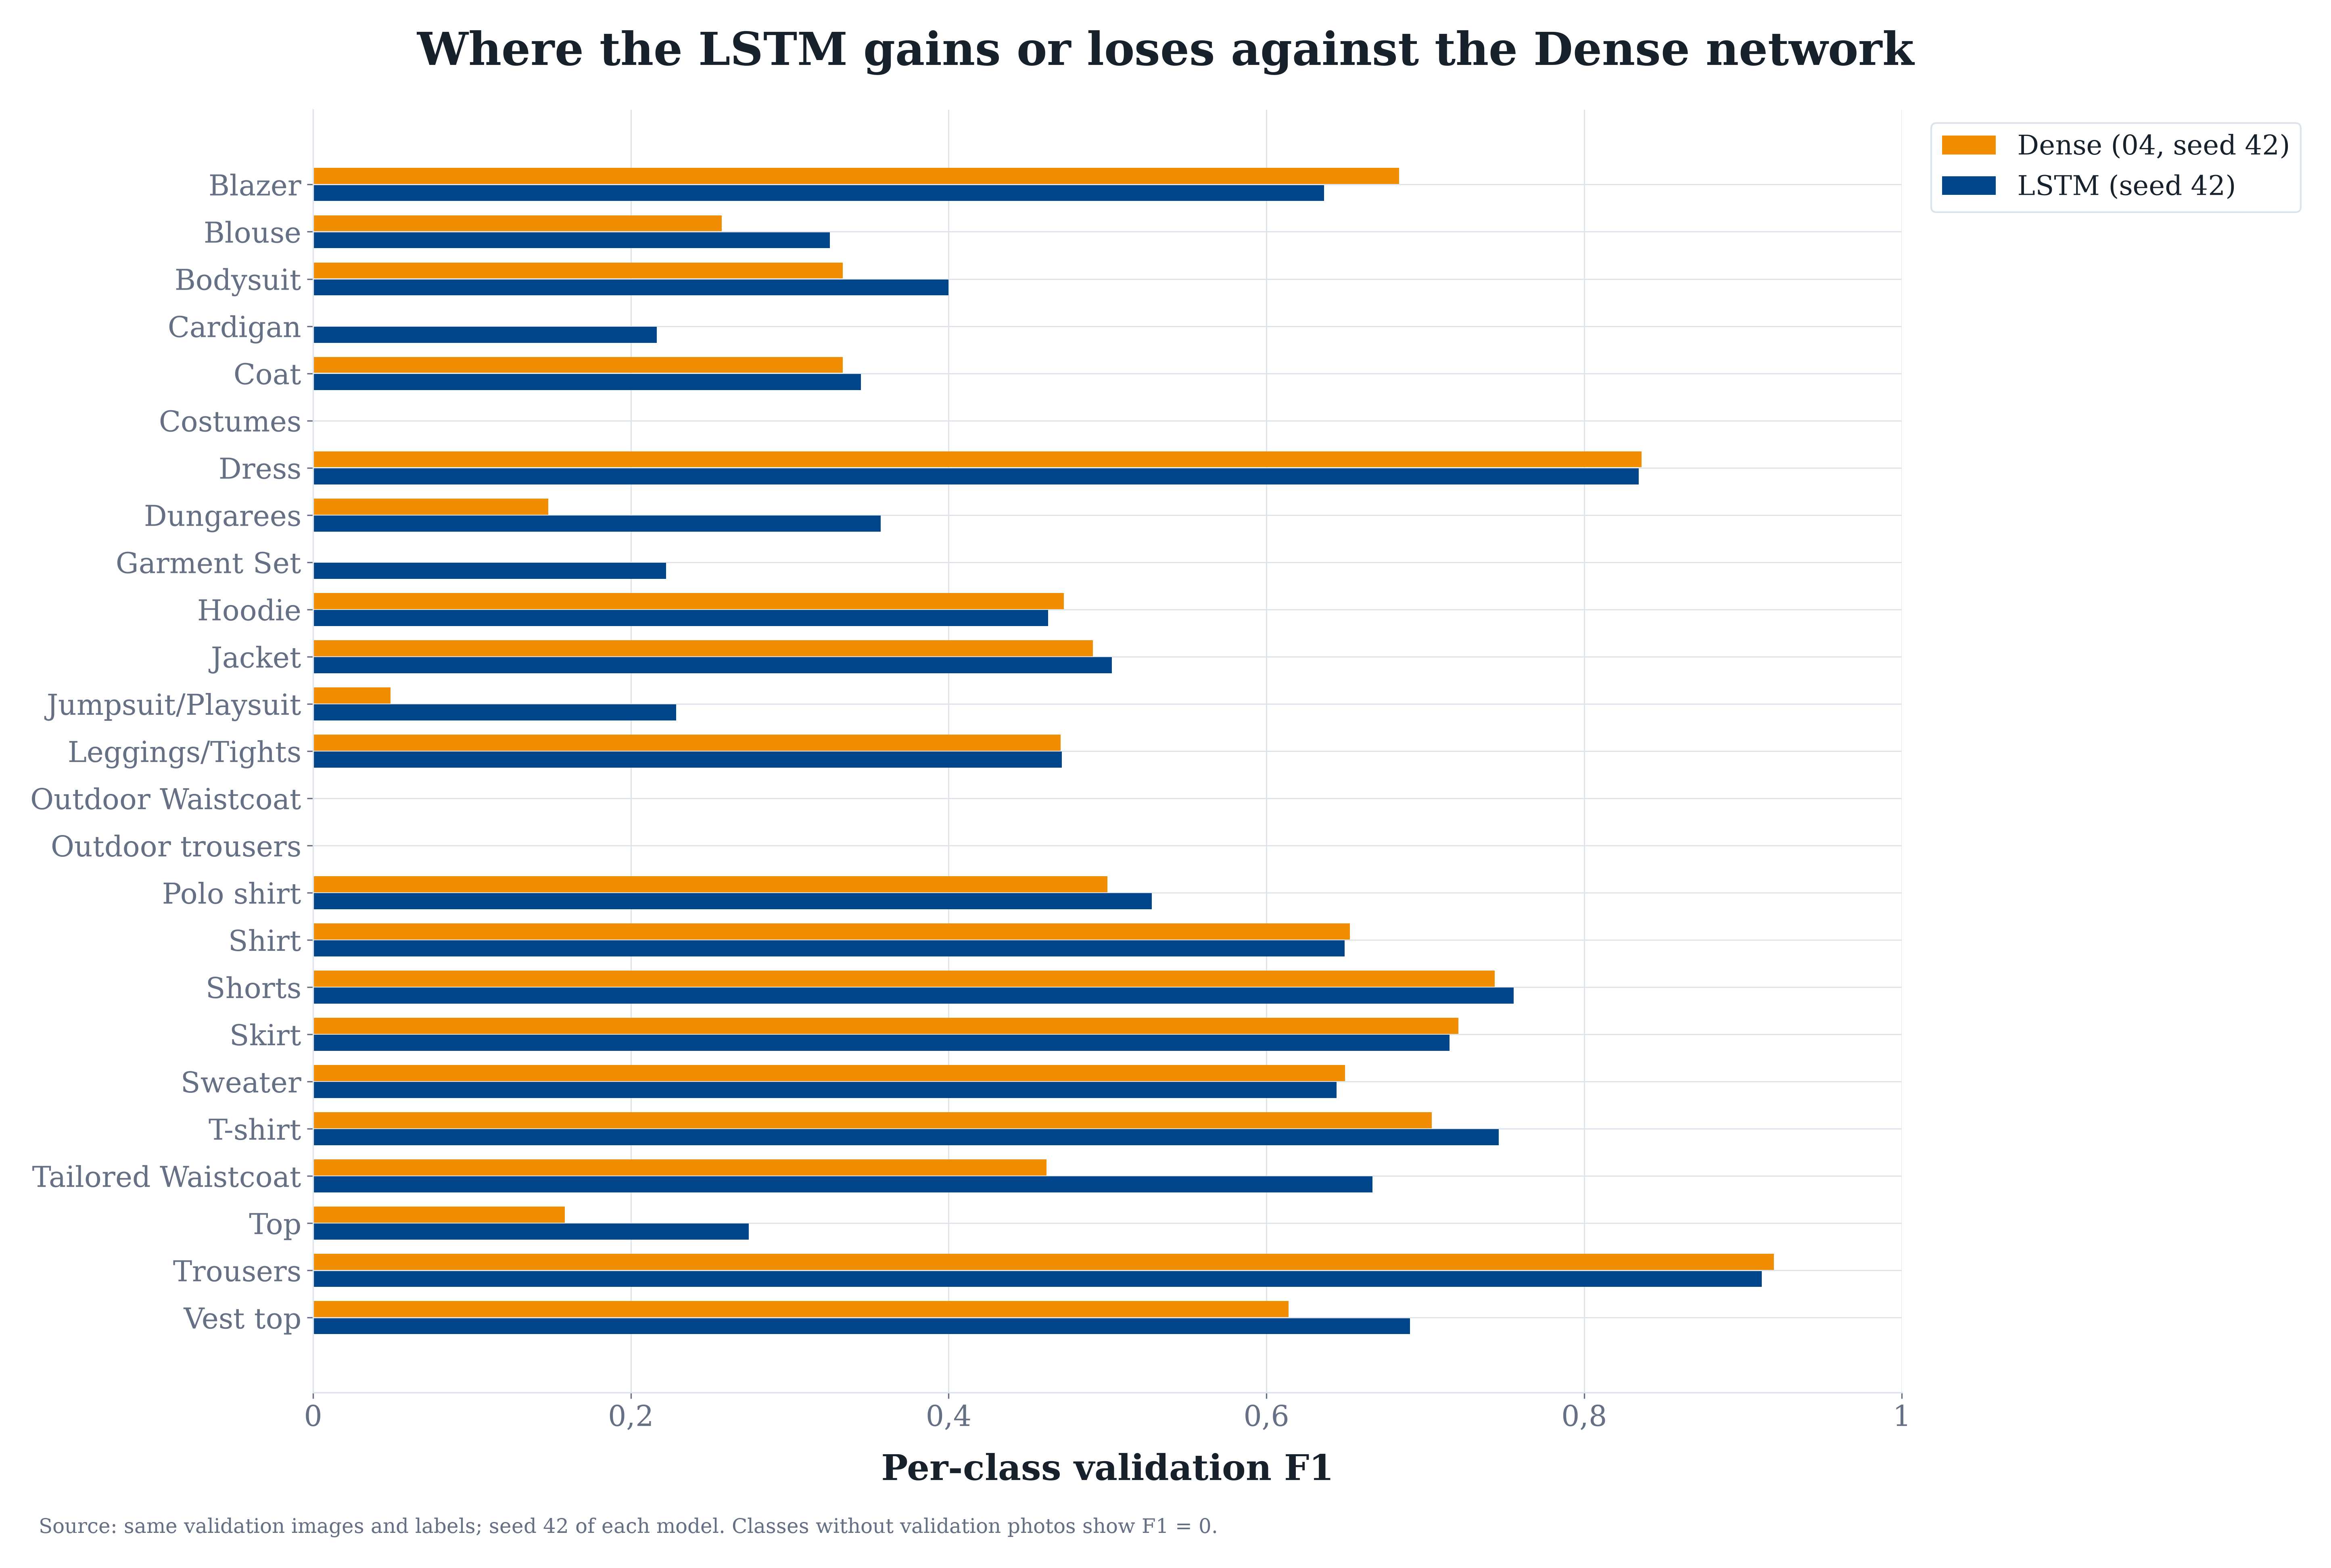 Where the LSTM gains or loses against the Dense network
Dense (04, seed 42)
LSTM (seed 42)
Blazer
Blouse
Bodysuit
Cardigan
Coat
Costumes
Dress
Dungarees
Garment Set
Hoodie
Jacket
Jumpsuit/Playsuit
Leggings/Tights
Outdoor Waistcoat
Outdoor trousers
Polo shirt
Shirt
Shorts
Skirt
Sweater
T-shirt
Tailored Waistcoat
Top
Trousers
Vest top
0 0,2 0,4 0,6 0,8 1
Per-class validation F1
Source: same validation images and labels; seed 42 of each model. Classes without validation photos show F1 = 0.